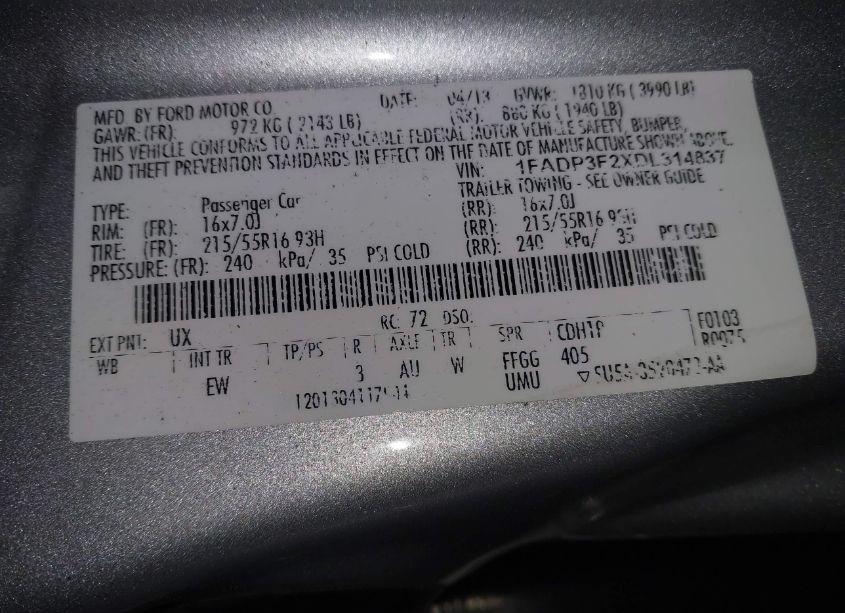 MFD. BY FORD MOTOR CO. DATE: 04/13 GVWR: 1810 KG ( 3990 LB)
GAWR: (FR): 972 KG ( 2143 LB) (RR): 880 KG ( 1940 LB)
THIS VEHICLE CONFORMS TO ALL APPLICABLE FEDERAL MOTOR VEHICLE SAFETY, BUMPER,
AND THEFT PREVENTION STANDARDS IN EFFECT ON THE DATE OF MANUFACTURE SHOWN ABOVE.
VIN: 1FADP3F2XDL314837
TYPE: Passenger Car TRAILER TOWING - SEE OWNER GUIDE
RIM: (FR): 16x7.0J (RR): 16x7.0J
TIRE: (FR): 215/55R16 93H (RR): 215/55R16 93H
PRESSURE: (FR): 240 kPa/ 35 PSI COLD (RR): 240 kPa/ 35 PSI COLD
EXT PNT: UX RC: 72 DSO:
WB INT TR TP/PS R AXLE TR SPR CDH1P F0103
EW 3 AU W FFGG 405
UMU